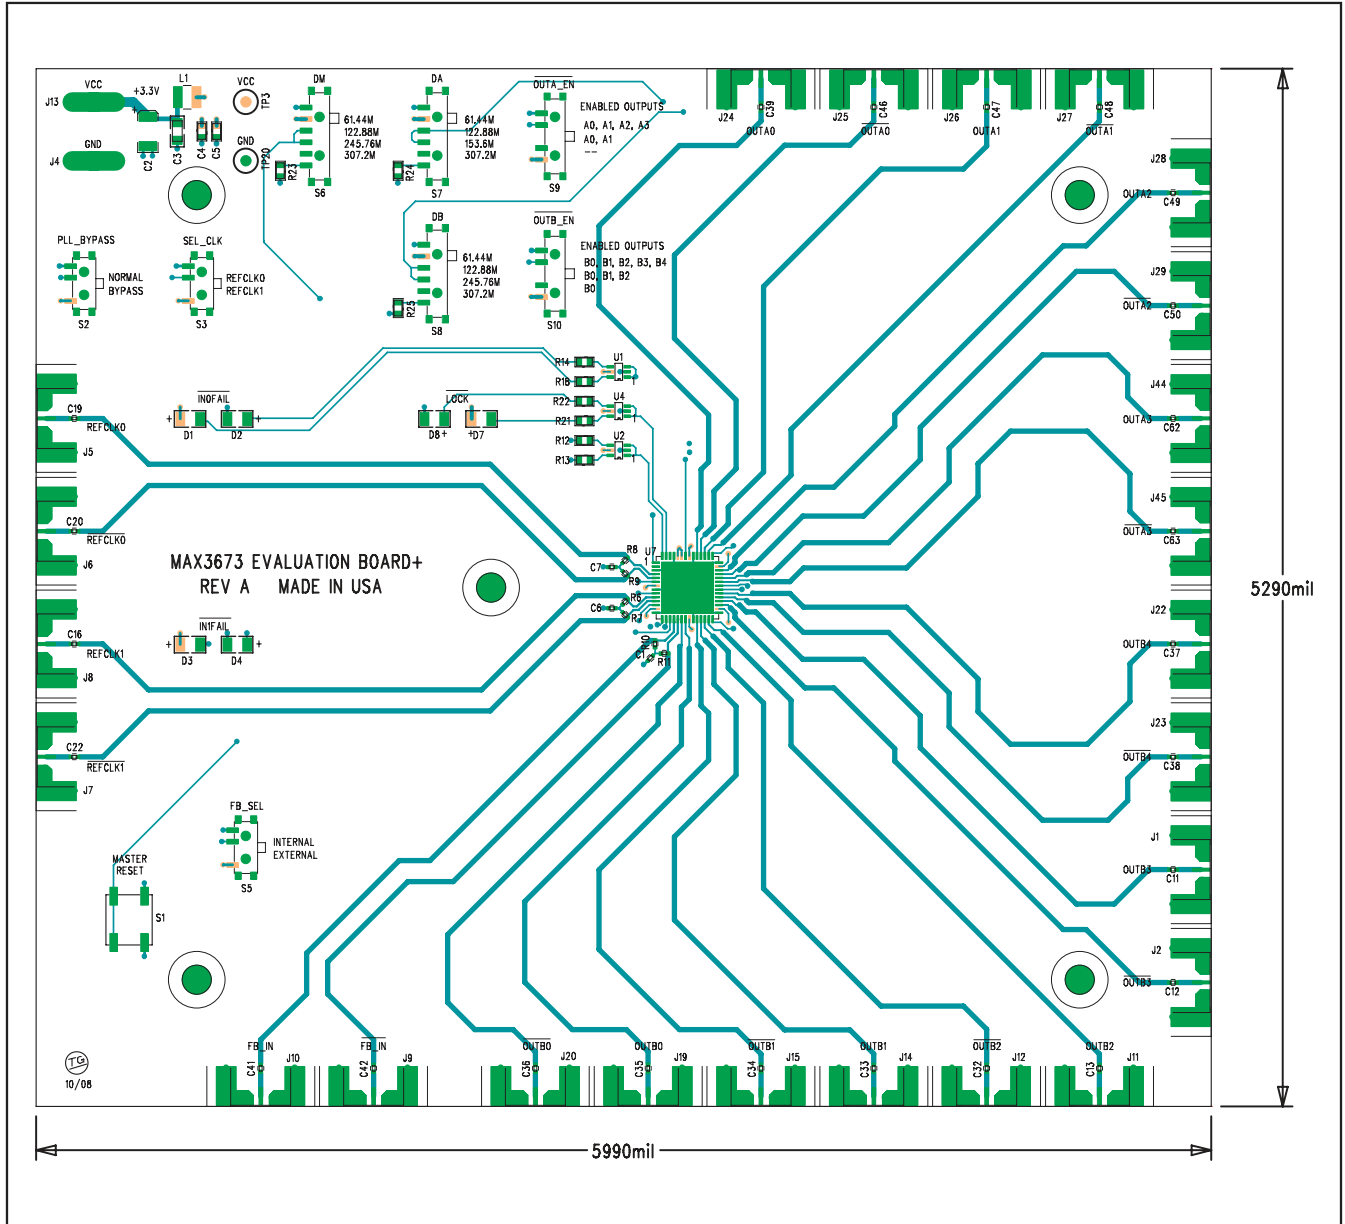 VCC
J13
+3.3V
+
L1
VCC
TP3
GND
J4
C2
C3
C4
C5
GND
TP20
DM
61.44M
122.88M
245.76M
307.2M
R23
S6
DA
61.44M
122.88M
153.6M
307.2M
R24
S7
OUTA_EN
ENABLED OUTPUTS
A0, A1, A2, A3
A0, A1
--
S9
J24
C39
OUTA0
J25
C46
OUTA0
J26
C47
OUTA1
J27
C48
OUTA1
J28
OUTA2
C49
J29
OUTA2
C50
J44
OUTA3
C62
J45
OUTA3
C63
J22
OUTB4
C37
J23
OUTB4
C38
J1
OUTB3
C11
J2
OUTB3
C12
PLL_BYPASS
NORMAL
BYPASS
S2
SEL_CLK
REFCLK0
REFCLK1
S3
DB
61.44M
122.88M
245.76M
307.2M
R25
S8
OUTB_EN
ENABLED OUTPUTS
B0, B1, B2, B3, B4
B0, B1, B2
B0
S10
R14
U1
R18
1
R22
U4
R21
1
R12
U2
R13
1
C19
REFCLK0
J5
IN0FAIL
+
D1
D2
+
LOCK
D8+
+D7
C20
REFCLK0
J6
MAX3673 EVALUATION BOARD+
REV A MADE IN USA
U7
1
R8
C7
R9
R6
C6
R7
R10
C1
R11
C16
REFCLK1
J8
IN1FAIL
+
D3
D4
+
C22
REFCLK1
J7
FB_SEL
INTERNAL
EXTERNAL
S5
MASTER
RESET
S1
TG
10/08
FB_IN
C41
J10
FB_IN
C42
J9
OUTB0
C36
J20
OUTB0
C35
J19
OUTB1
C34
J15
OUTB1
C33
J14
OUTB2
C32
J12
OUTB2
C13
J11
5290mil
5990mil